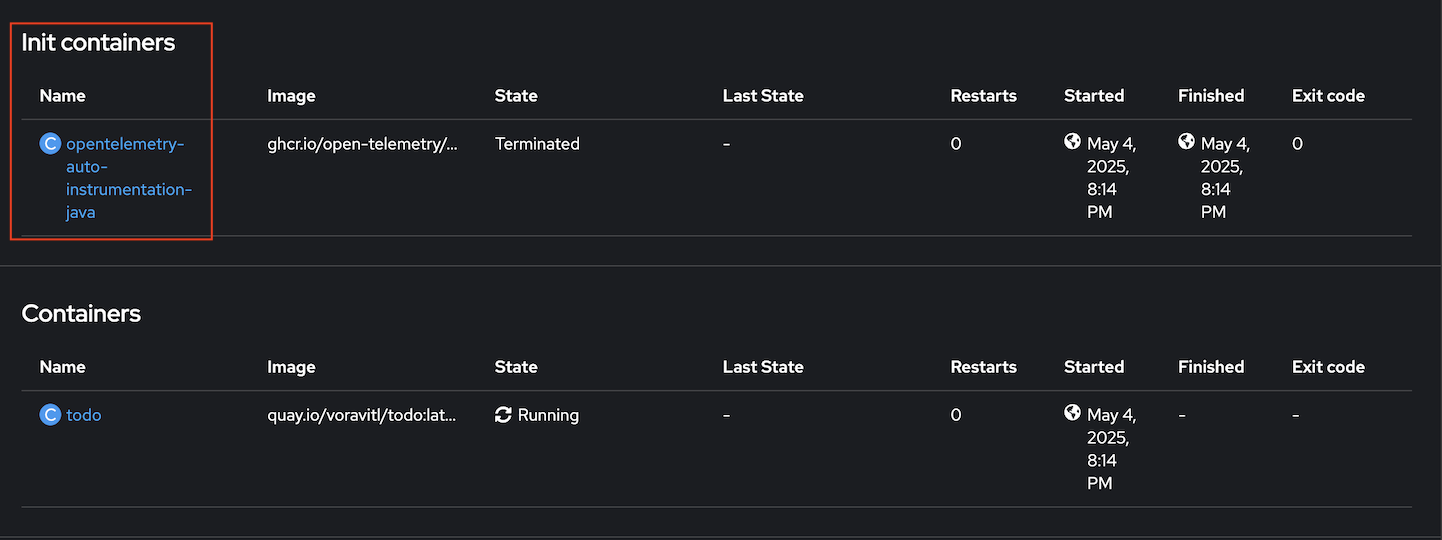 Init containers
Name Image State Last State Restarts Started Finished Exit code
C opentelemetry- ghcr.io/open-telemetry/... Terminated - 0 May 4, May 4, 0
auto- 2025, 2025,
instrumentation- 8:14 8:14
java PM PM
Containers
Name Image State Last State Restarts Started Finished Exit code
C todo quay.io/voravitl/todo:lat... Running - 0 May 4, - -
2025,
8:14
PM